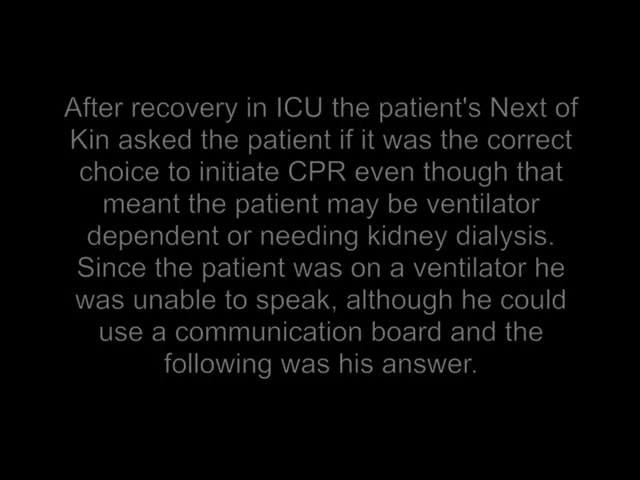 After recovery in ICU the patient's Next of
Kin asked the patient if it was the correct
choice to initiate CPR even though that
meant the patient may be ventilator
dependent or needing kidney dialysis.
Since the patient was on a ventilator he
was unable to speak, although he could
use a communication board and the
following was his answer.